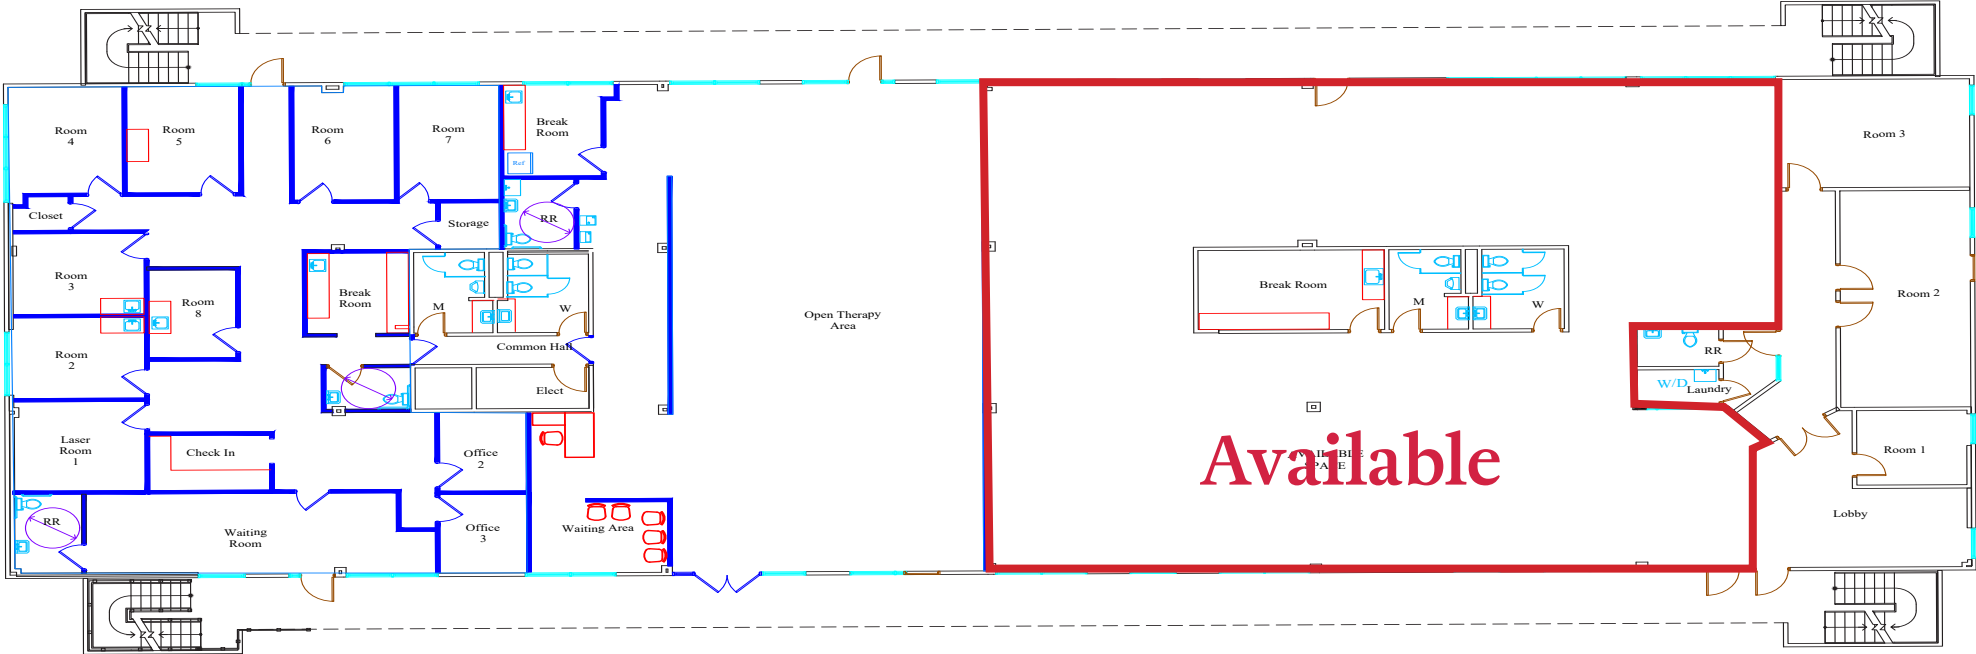 Room
4
Room
5
Room
6
Room
7
Break
Room
Ref
Room 3
Closet
Storage
RR
Room
3
Room
8
Break
Room
M
W
Common Hall
Open Therapy
Area
Break Room
M
W
Room 2
Room
2
Elect
RR
W/D
Laundry
Laser
Room
1
Check In
Office
2
AVAILABLE
SPACE
Available
Room 1
RR
Waiting
Room
Office
3
Waiting Area
Lobby